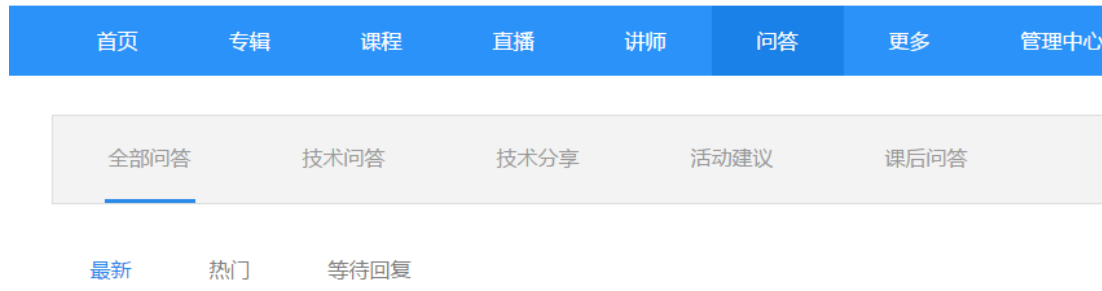 首页 专辑 课程 直播 讲师 问答 更多 管理中心
全部问答 技术问答 技术分享 活动建议 课后问答
最新 热门 等待回复